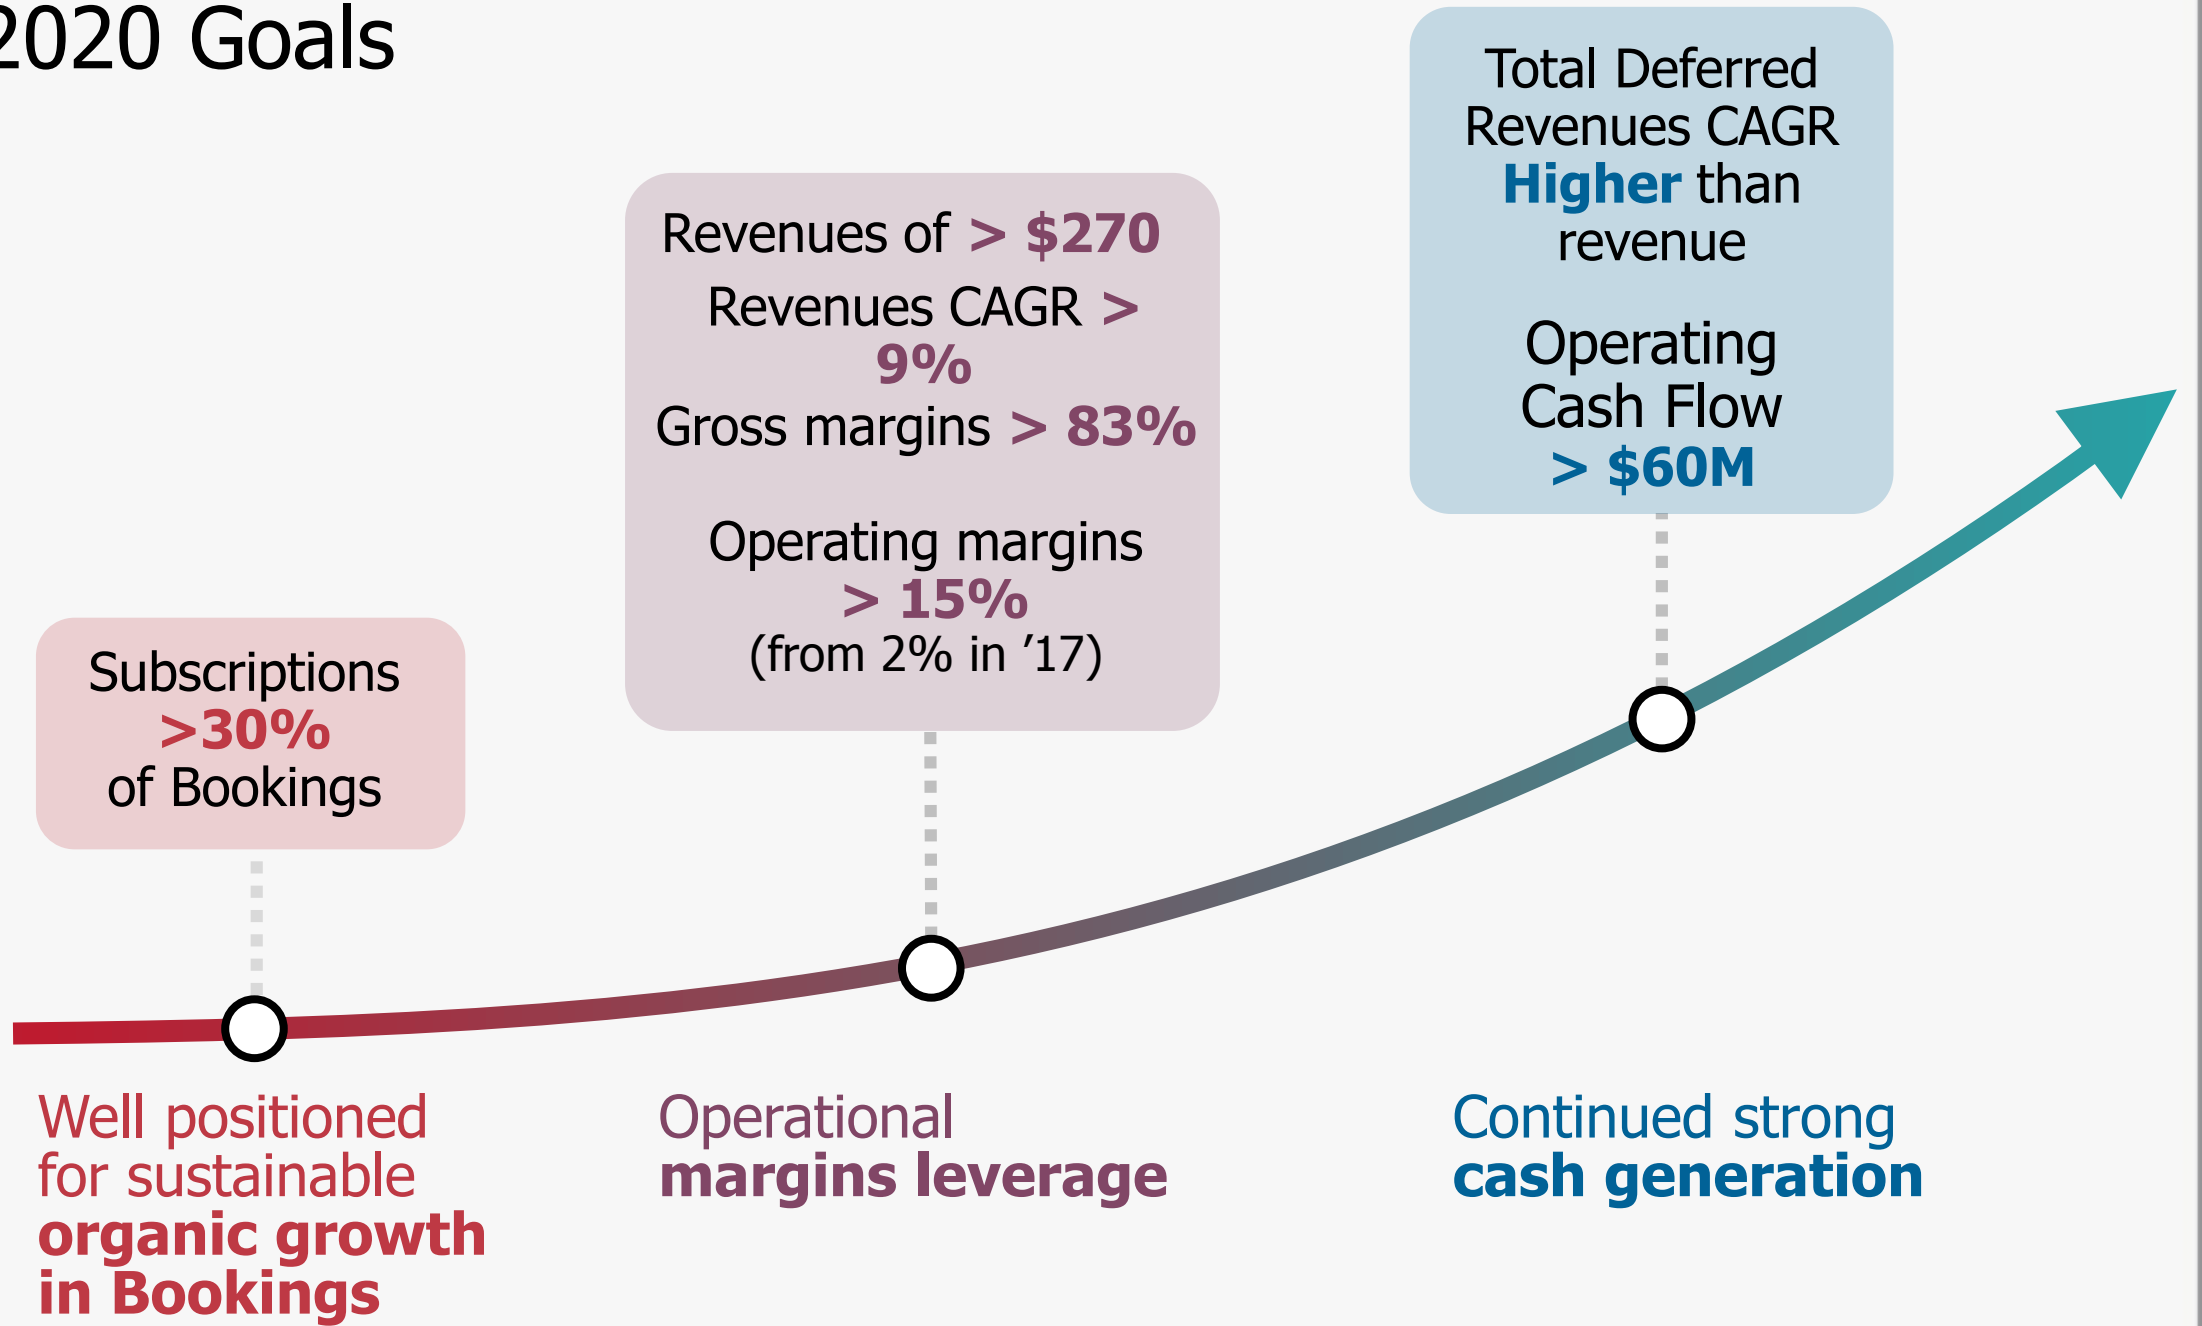 2020 Goals
Subscriptions
>30%
of Bookings
Revenues of > $270
Revenues CAGR >
9%
Gross margins > 83%
Operating margins
> 15%
(from 2% in ’17)
Total Deferred
Revenues CAGR
Higher than
revenue
Operating
Cash Flow
> $60M
Well positioned
for sustainable
organic growth
in Bookings
Operational
margins leverage
Continued strong
cash generation